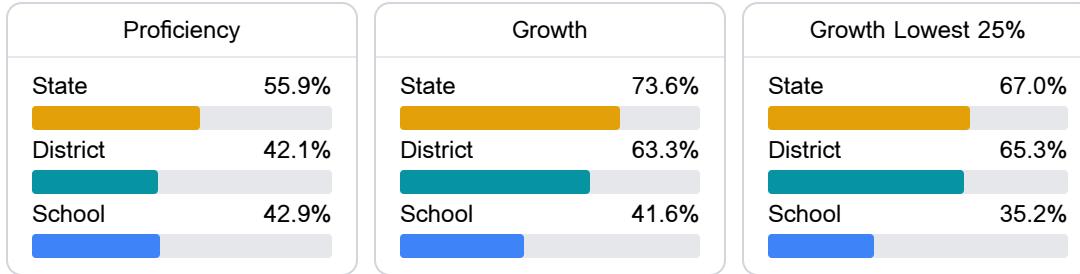 Proficiency
State 55.9%
District 42.1%
School 42.9%
Growth
State 73.6%
District 63.3%
School 41.6%
Growth Lowest 25%
State 67.0%
District 65.3%
School 35.2%